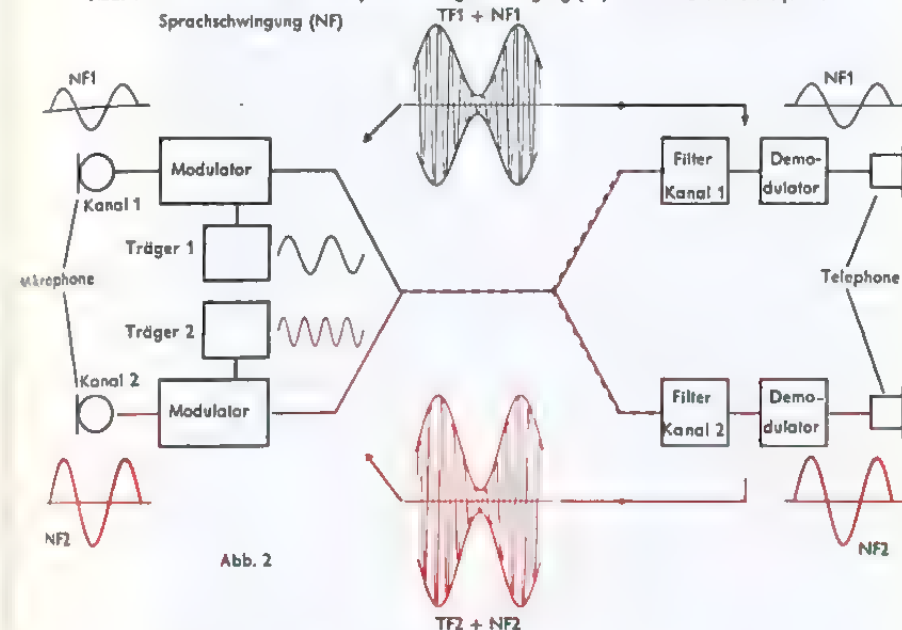 Sprachschwingung (NF)
TF1 + NF1
NF1
NF1
Modulator
Filter
Kanal 1
Demo-
dulator
Kanal 1
Träger 1
Mikrophone
Telephone
Träger 2
Kanal 2
Modulator
Filter
Kanal 2
Demo-
dulator
NF2
NF2
Abb. 2
TF2 + NF2